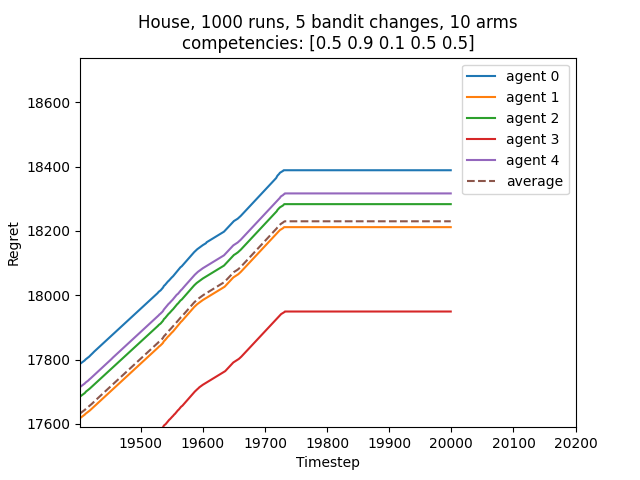 House, 1000 runs, 5 bandit changes, 10 arms
competencies: [0.5 0.9 0.1 0.5 0.5]
agent 0
agent 1
agent 2
agent 3
agent 4
average
Regret
18600
18400
18200
18000
17800
17600
19500 19600 19700 19800 19900 20000 20100 20200
Timestep